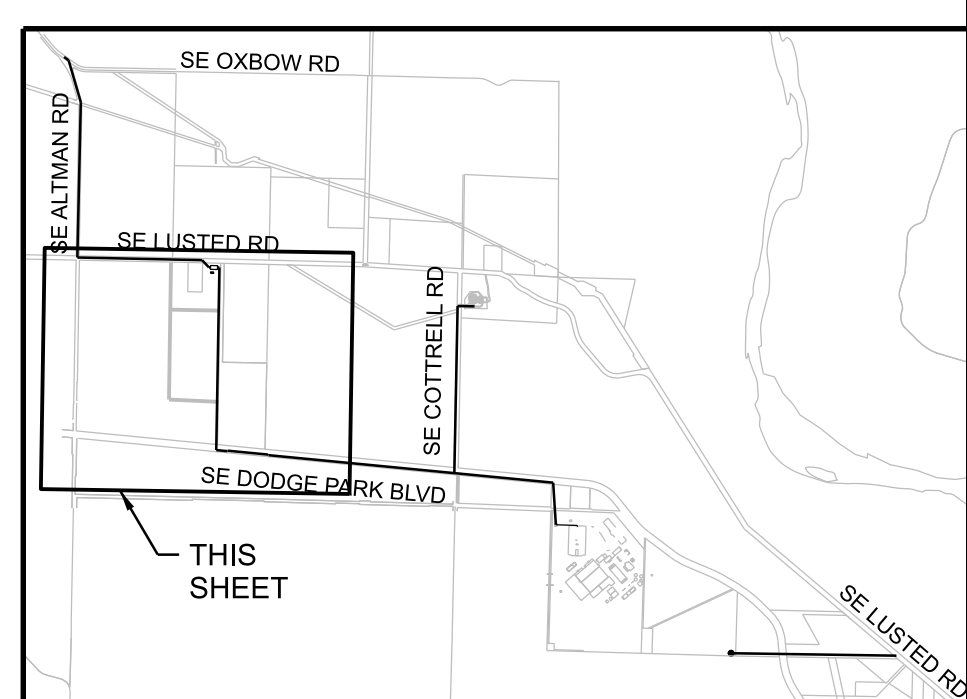 SE OXBOW RD
SE ALTMAN RD
SE LUSTED RD
SE COTTRELL RD
SE DODGE PARK BLVD
THIS
SHEET
SE LUSTED RD